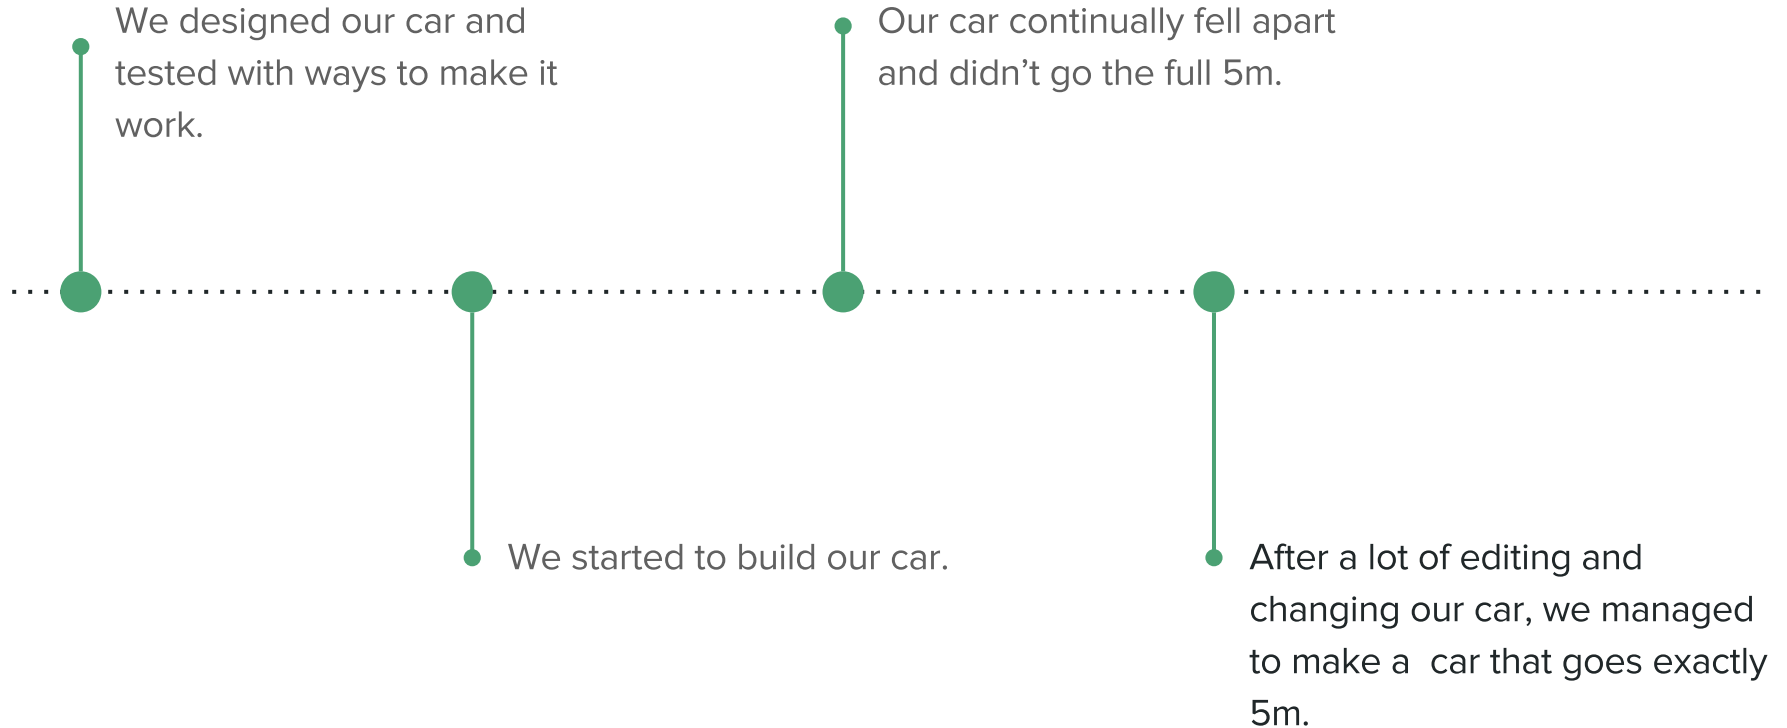 We designed our car and
tested with ways to make it
work.
Our car continually fell apart
and didn’t go the full 5m.
We started to build our car.
After a lot of editing and
changing our car, we managed
to make a  car that goes exactly
5m.